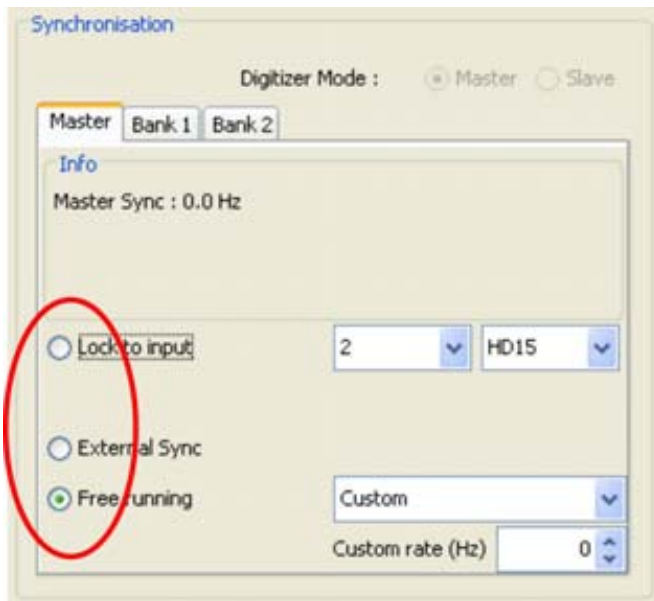 Synchronisation
Digitizer Mode : Master Slave
Master Bank 1 Bank 2
Info
Master Sync : 0.0 Hz
Lock to input 2 HD15
External Sync
Free running Custom
Custom rate (Hz) 0